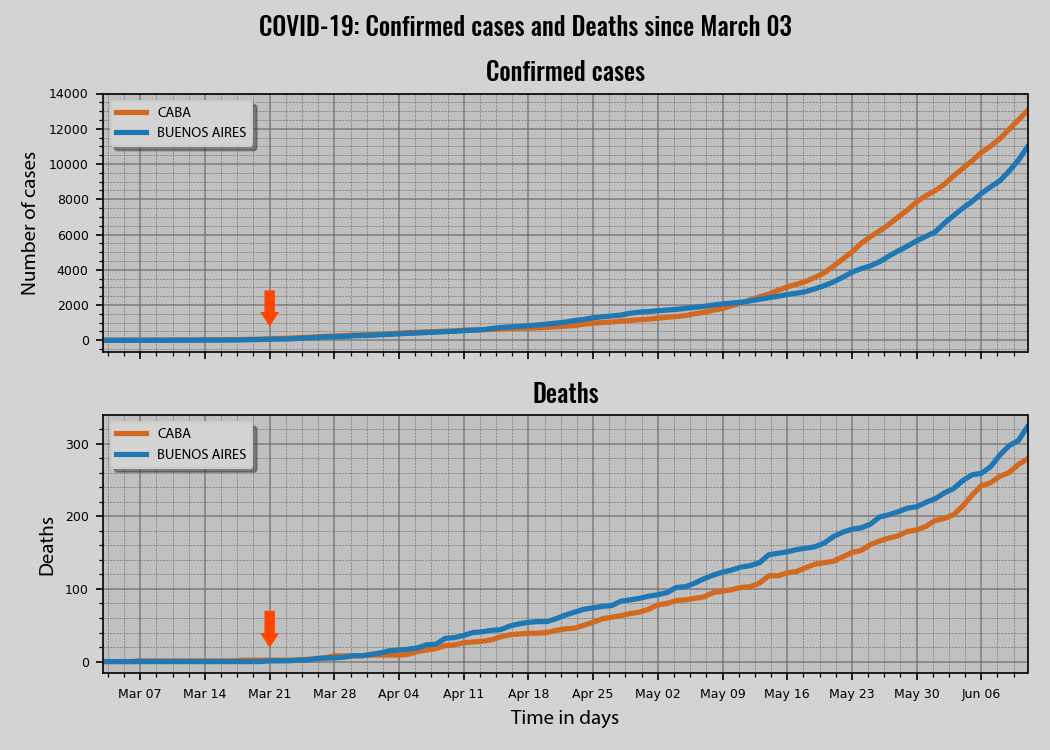 COVID-19: Confirmed cases and Deaths since March 03
Confirmed cases
14000
12000
10000
8000
6000
4000
2000
0
Number of cases
CABA
BUENOS AIRES
Deaths
300
200
100
0
Deaths
CABA
BUENOS AIRES
Mar 07 Mar 14 Mar 21 Mar 28 Apr 04 Apr 11 Apr 18 Apr 25 May 02 May 09 May 16 May 23 May 30 Jun 06
Time in days